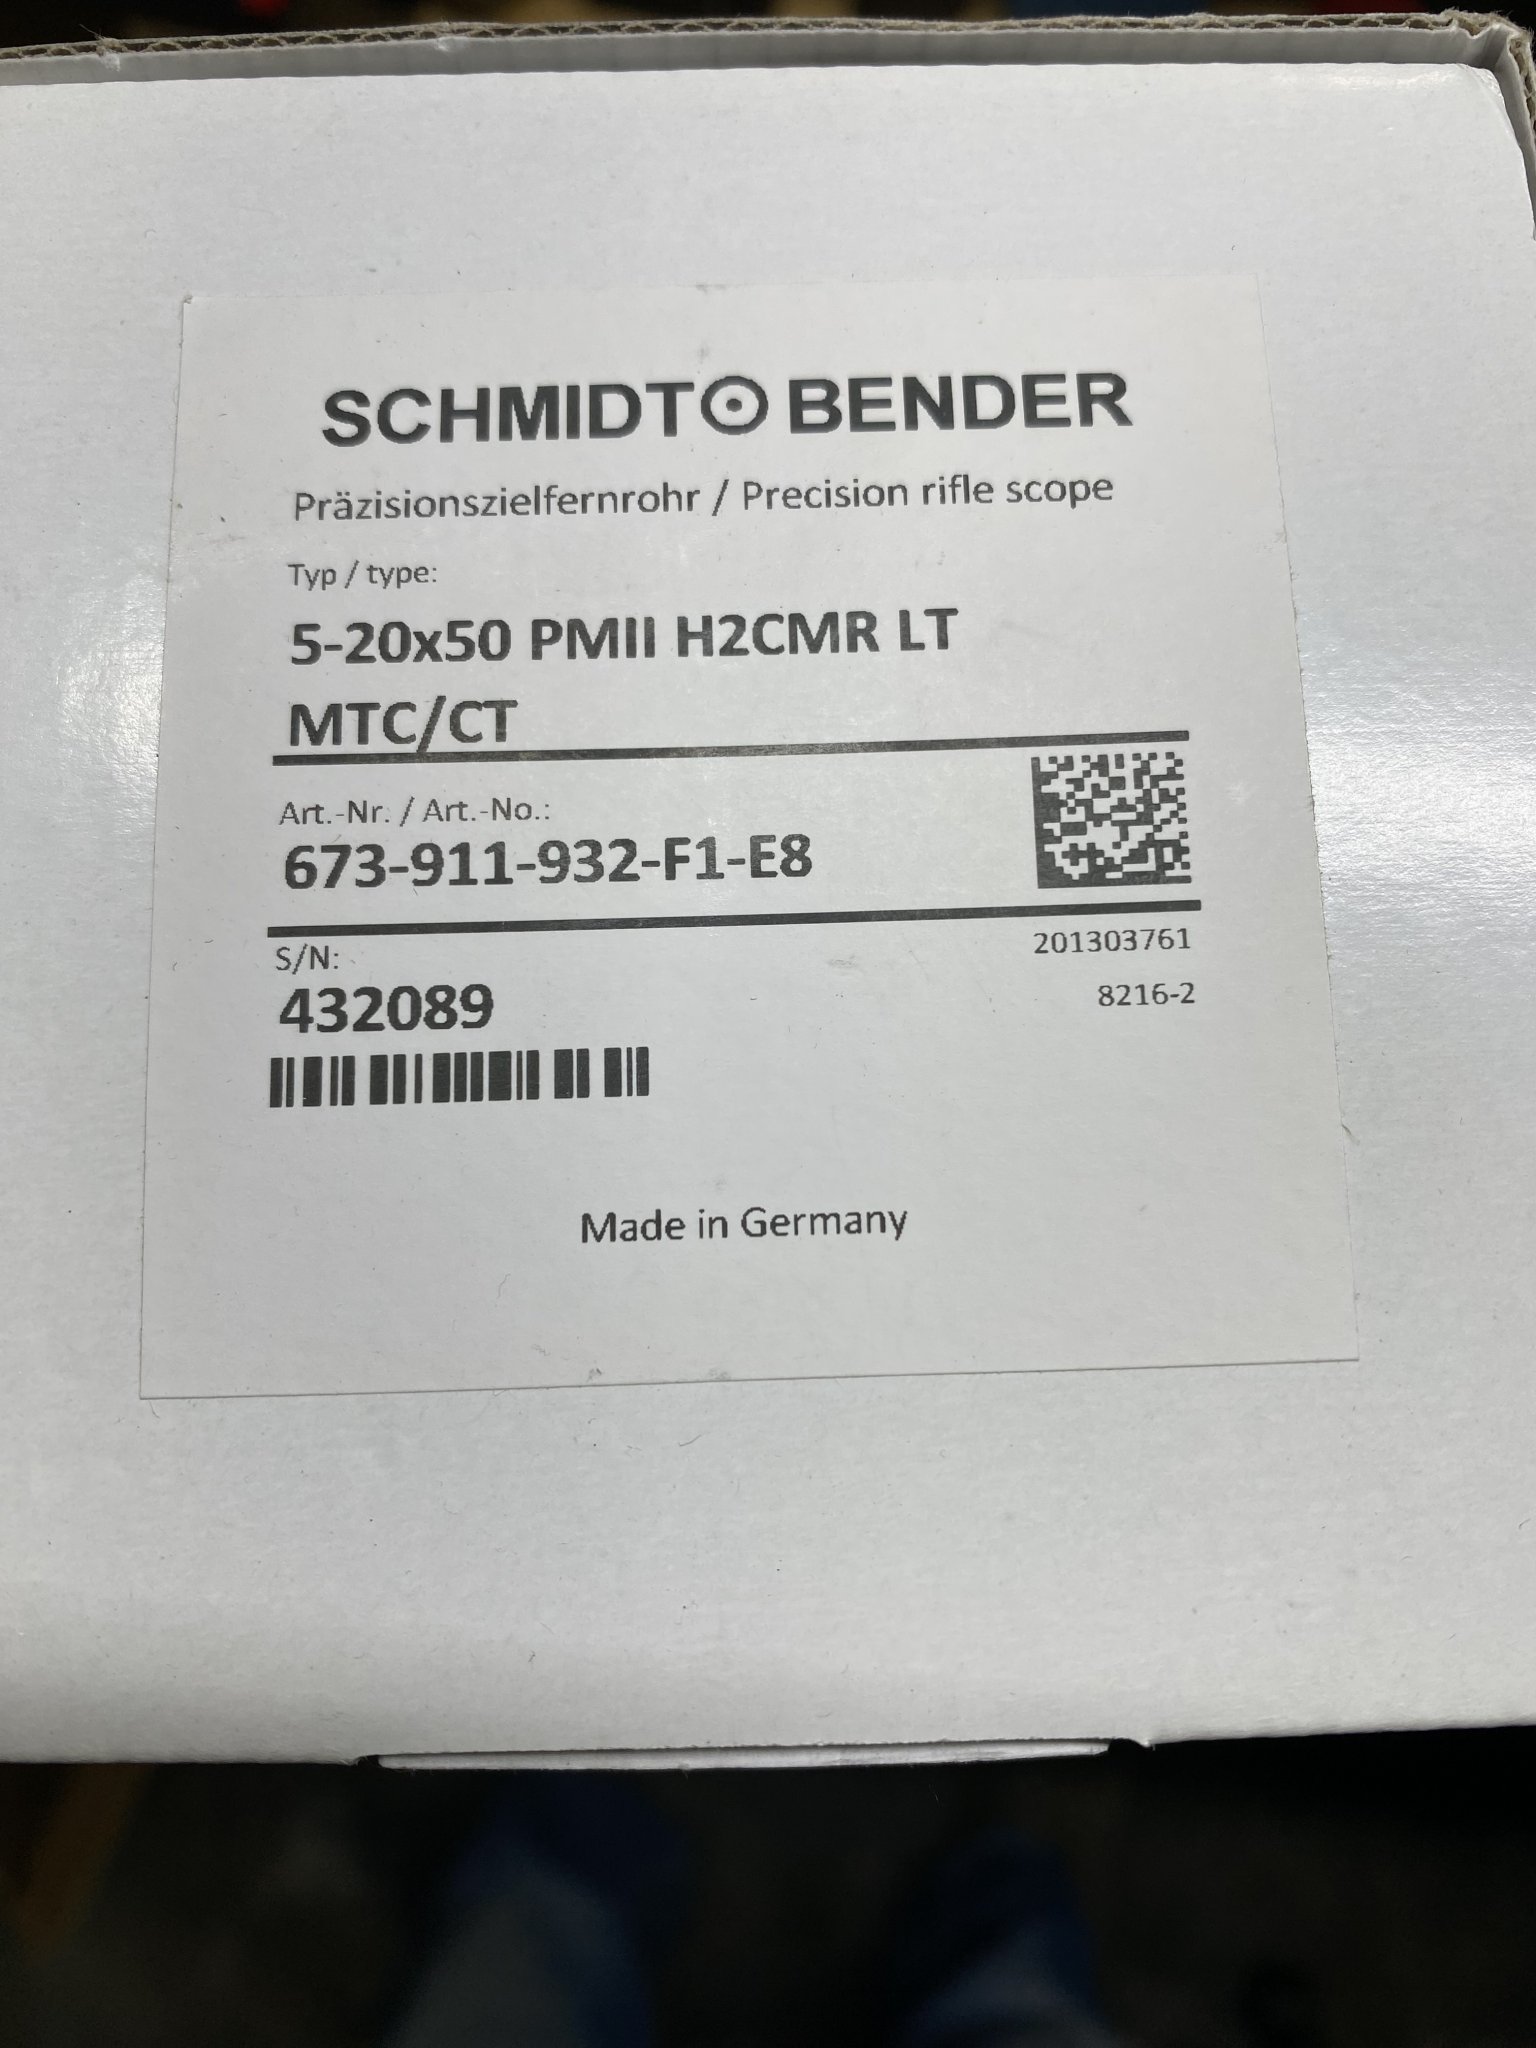 SCHMIDT BENDER
Präzisionszielfernrohr / Precision rifle scope
Typ / type:
5-20x50 PMII H2CMR LT
MTC/CT
Art.-Nr. / Art.-No.:
673-911-932-F1-E8
S/N:
432089
201303761
8216-2
Made in Germany